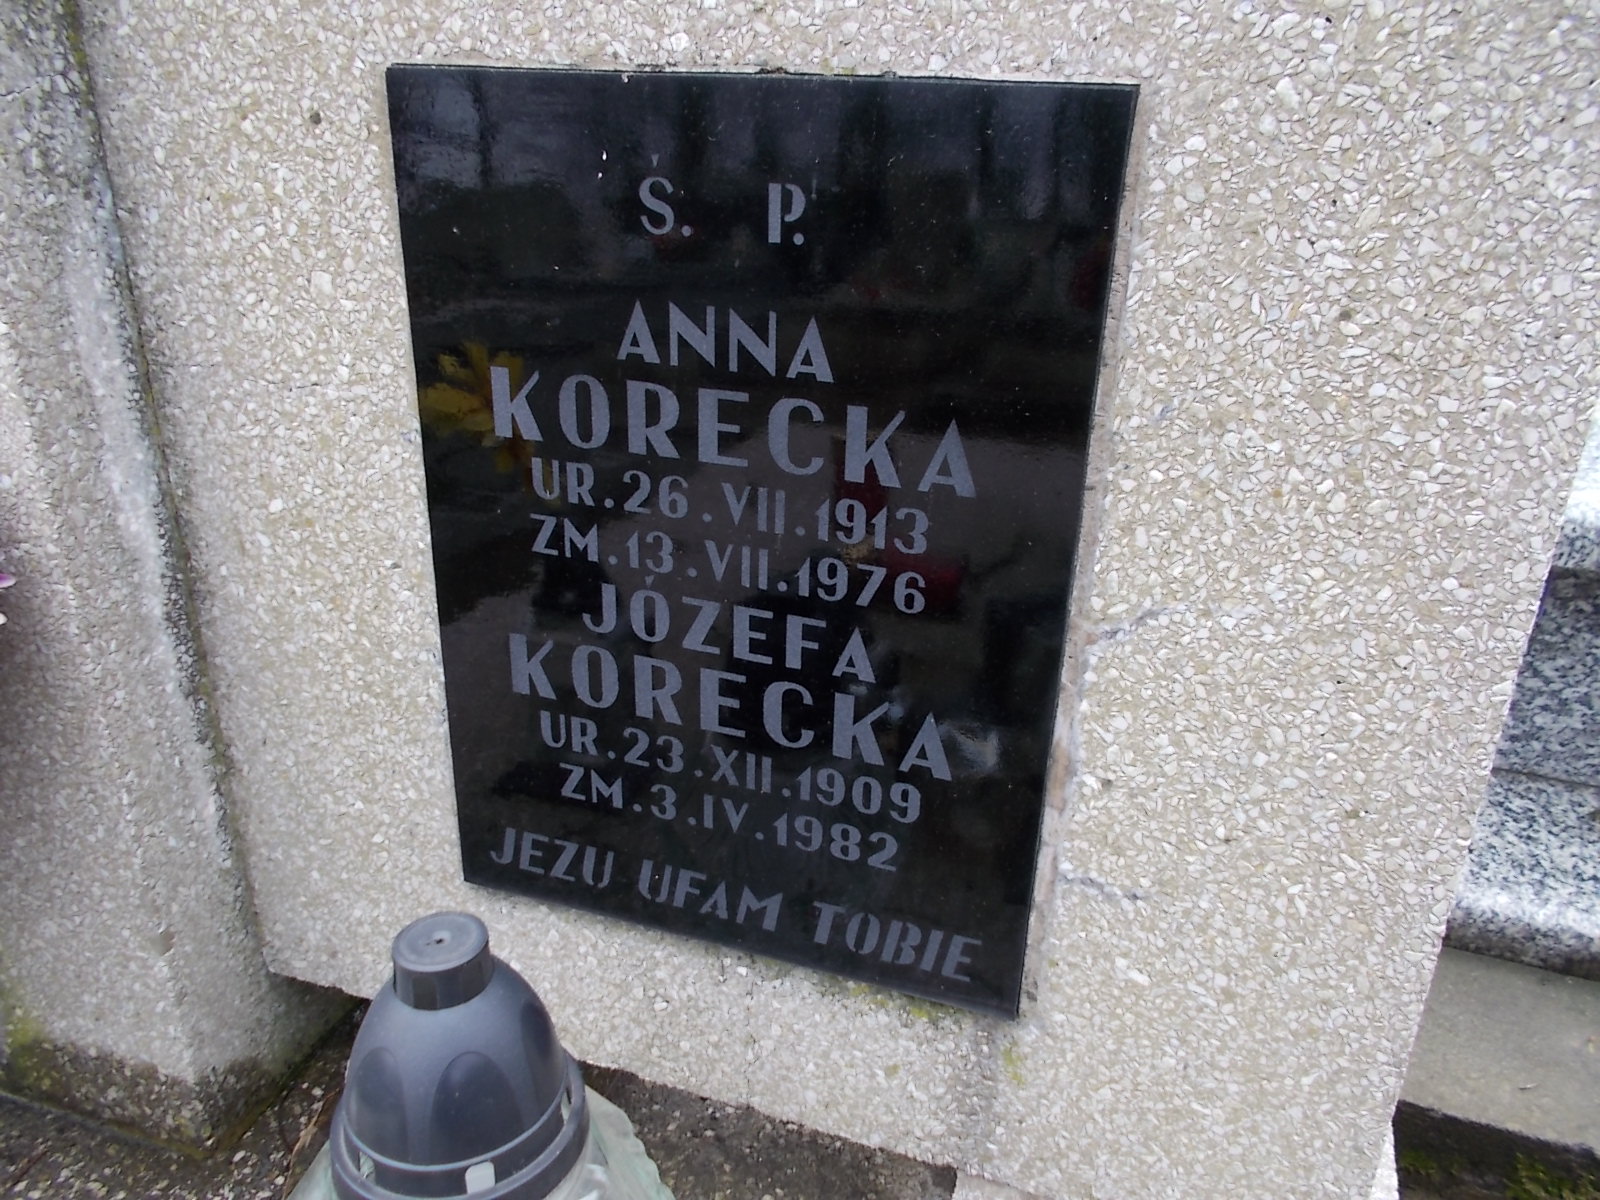 Ś. P.
ANNA
KORECKA
UR. 26. VII. 1913
ZM. 13. VII. 1976
JÓZEFA
KORECKA
UR. 23. XII. 1909
ZM. 3. IV. 1982
JEZU UFAM TOBIE